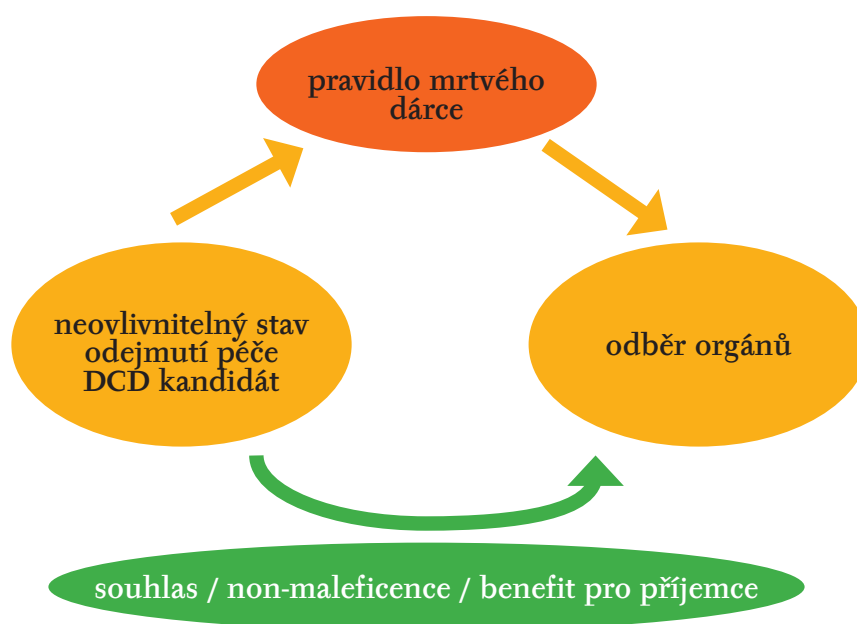 pravidlo mrtvého
dárce
neovlivnitelný stav
odejmutí péče
DCD kandidát
odběr orgánů
souhlas / non-maleficence / benefit pro příjemce